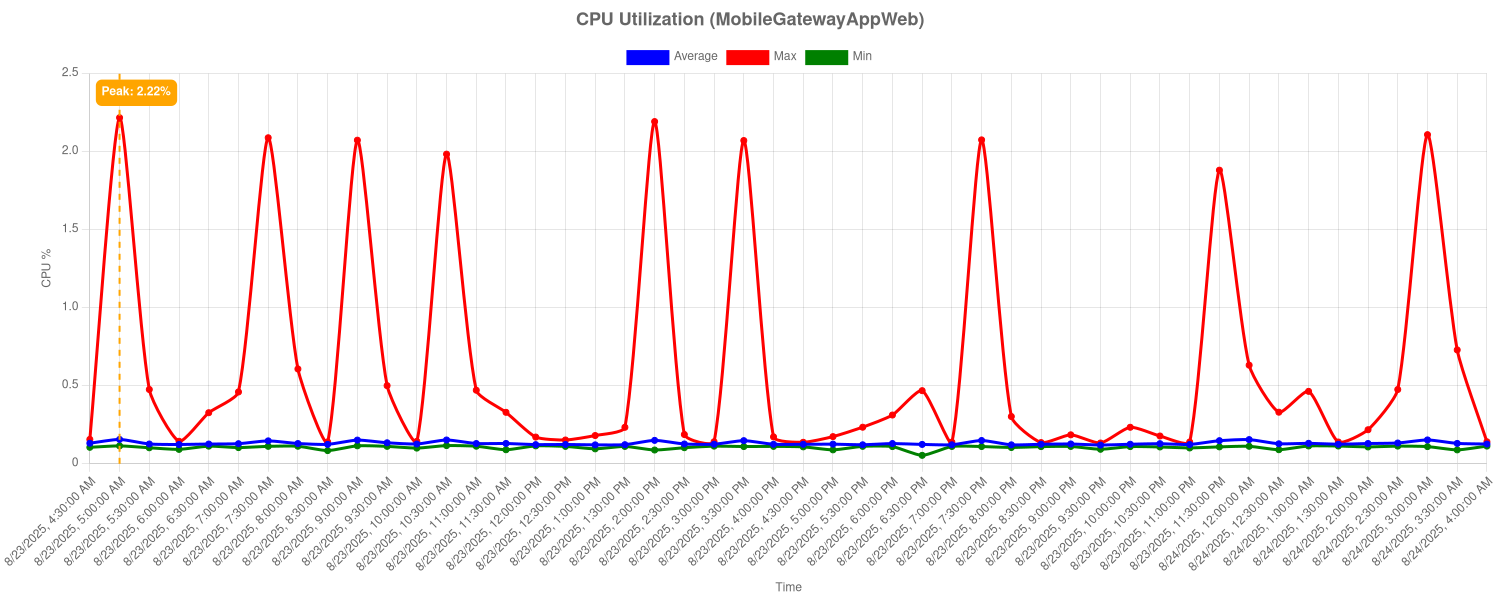 CPU Utilization (MobileGatewayAppWeb)
Average Max Min
2.5
Peak: 2.22%
2.0
1.5
CPU %
1.0
0.5
0
8/23/2025, 4:30:00 AM
8/23/2025, 5:00:00 AM
8/23/2025, 5:30:00 AM
8/23/2025, 6:00:00 AM
8/23/2025, 6:30:00 AM
8/23/2025, 7:00:00 AM
8/23/2025, 7:30:00 AM
8/23/2025, 8:00:00 AM
8/23/2025, 8:30:00 AM
8/23/2025, 9:00:00 AM
8/23/2025, 9:30:00 AM
8/23/2025, 10:00:00 AM
8/23/2025, 10:30:00 AM
8/23/2025, 11:00:00 AM
8/23/2025, 11:30:00 AM
8/23/2025, 12:00:00 PM
8/23/2025, 12:30:00 PM
8/23/2025, 1:00:00 PM
8/23/2025, 1:30:00 PM
8/23/2025, 2:00:00 PM
8/23/2025, 2:30:00 PM
8/23/2025, 3:00:00 PM
8/23/2025, 3:30:00 PM
8/23/2025, 4:00:00 PM
8/23/2025, 4:30:00 PM
8/23/2025, 5:00:00 PM
8/23/2025, 5:30:00 PM
8/23/2025, 6:00:00 PM
8/23/2025, 6:30:00 PM
8/23/2025, 7:00:00 PM
8/23/2025, 7:30:00 PM
8/23/2025, 8:00:00 PM
8/23/2025, 8:30:00 PM
8/23/2025, 9:00:00 PM
8/23/2025, 9:30:00 PM
8/23/2025, 10:00:00 PM
8/23/2025, 10:30:00 PM
8/23/2025, 11:00:00 PM
8/23/2025, 11:30:00 PM
8/24/2025, 12:00:00 AM
8/24/2025, 12:30:00 AM
8/24/2025, 1:00:00 AM
8/24/2025, 1:30:00 AM
8/24/2025, 2:00:00 AM
8/24/2025, 2:30:00 AM
8/24/2025, 3:00:00 AM
8/24/2025, 3:30:00 AM
8/24/2025, 4:00:00 AM
Time